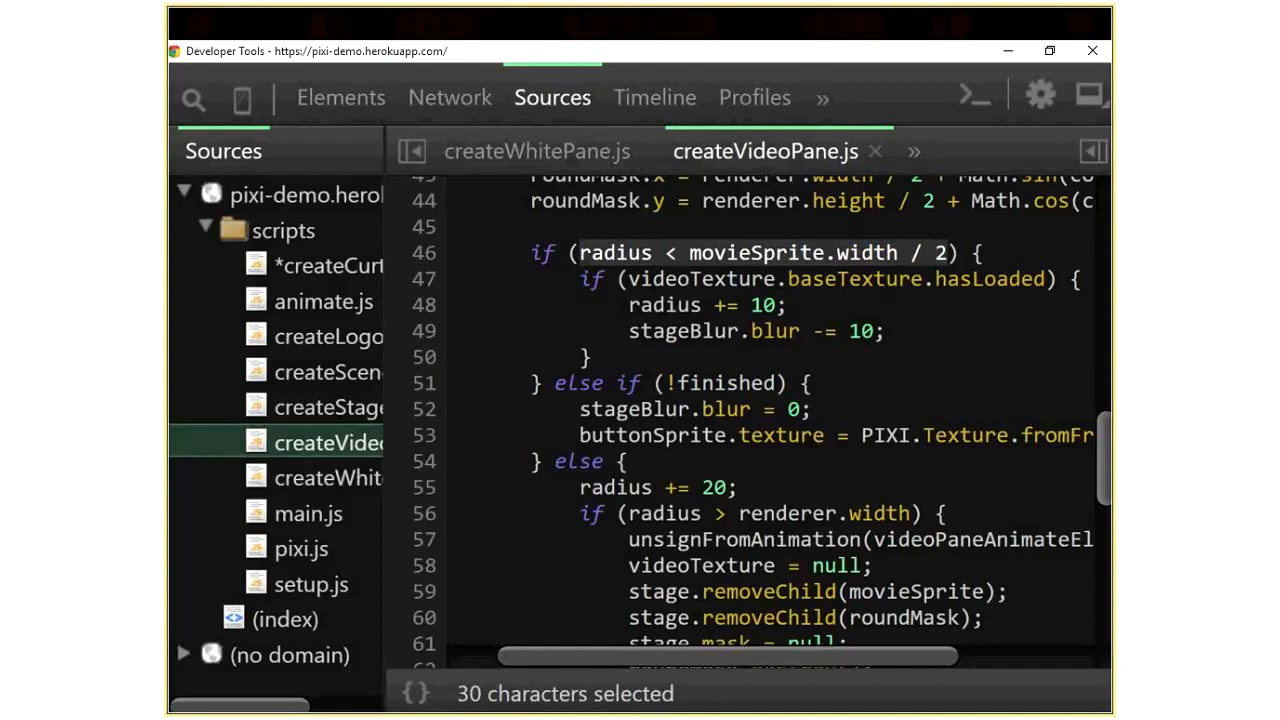 Developer Tools - https://pixi-demo.herokuapp.com/
Elements Network Sources Timeline Profiles »
Sources
createWhitePane.js createVideoPane.js × »
pixi-demo.herol
scripts
*createCurt
animate.js
createLogo
createScen
createStage
createVideo
createWhit
main.js
pixi.js
setup.js
(index)
(no domain)
44 roundMask.y = renderer.height / 2 + Math.cos(c
45
46 if (radius < movieSprite.width / 2) {
47 if (videoTexture.baseTexture.hasLoaded) {
48 radius += 10;
49 stageBlur.blur -= 10;
50 }
51 } else if (!finished) {
52 stageBlur.blur = 0;
53 buttonSprite.texture = PIXI.Texture.fromFr
54 } else {
55 radius += 20;
56 if (radius > renderer.width) {
57 unsignFromAnimation(videoPaneAnimateEl
58 videoTexture = null;
59 stage.removeChild(movieSprite);
60 stage.removeChild(roundMask);
61 stage.mask = null;
{} 30 characters selected